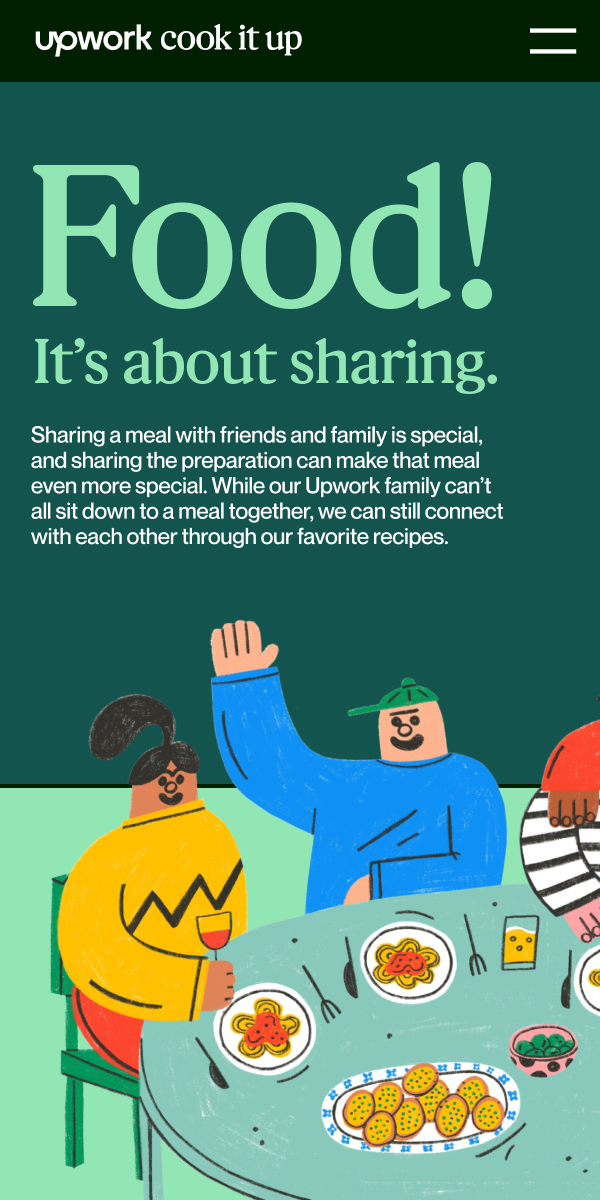 upwork cook it up
Food!
It’s about sharing.
Sharing a meal with friends and family is special,
and sharing the preparation can make that meal
even more special. While our Upwork family can’t
all sit down to a meal together, we can still connect
with each other through our favorite recipes.